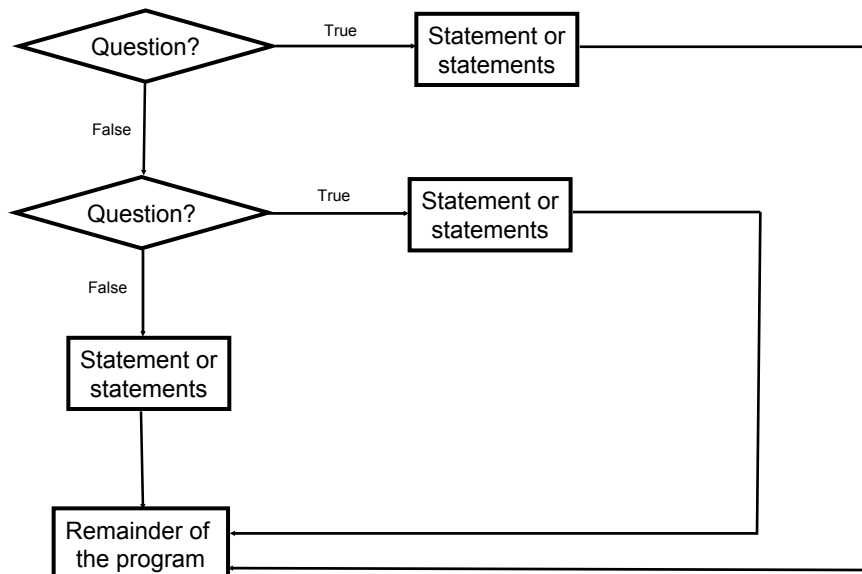 Question?
True
Statement or
statements
False
Question?
True
Statement or
statements
False
Statement or
statements
Remainder of
the program